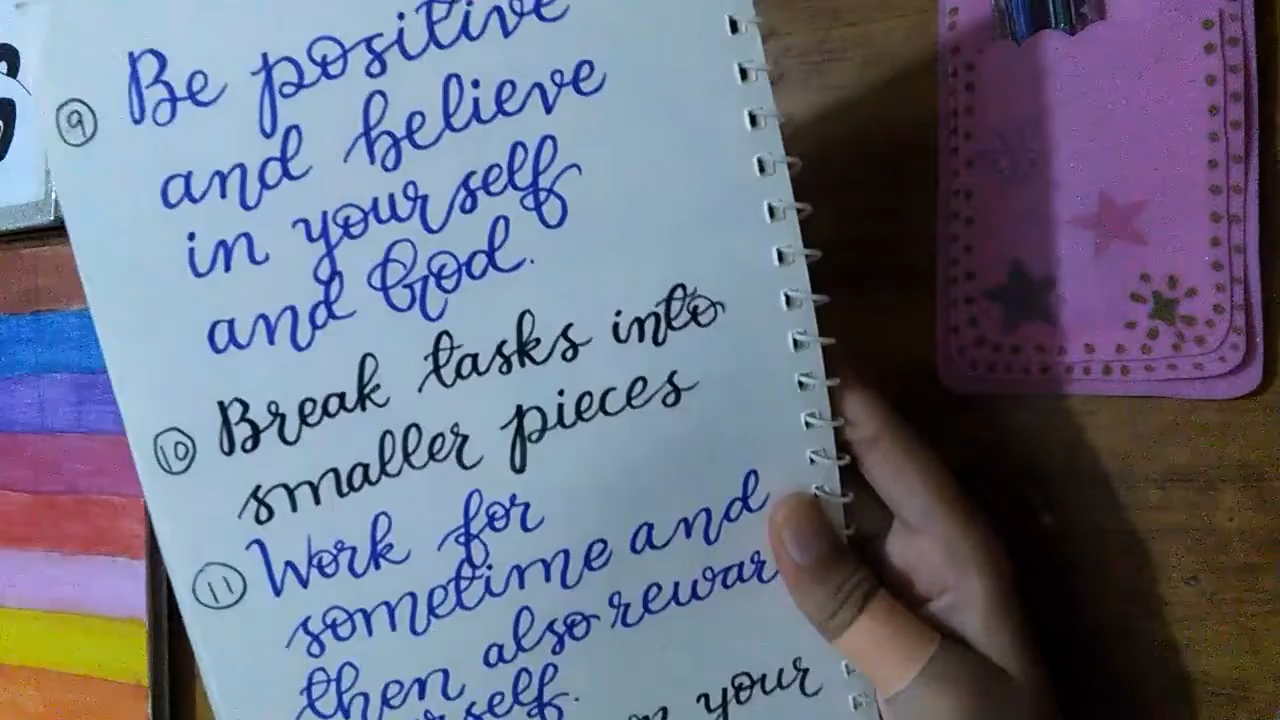 Be positive
⑨
and believe
in yourself
and God.
⑩ Break tasks into
smaller pieces
⑪ Work for
sometime and
then also rewar
your